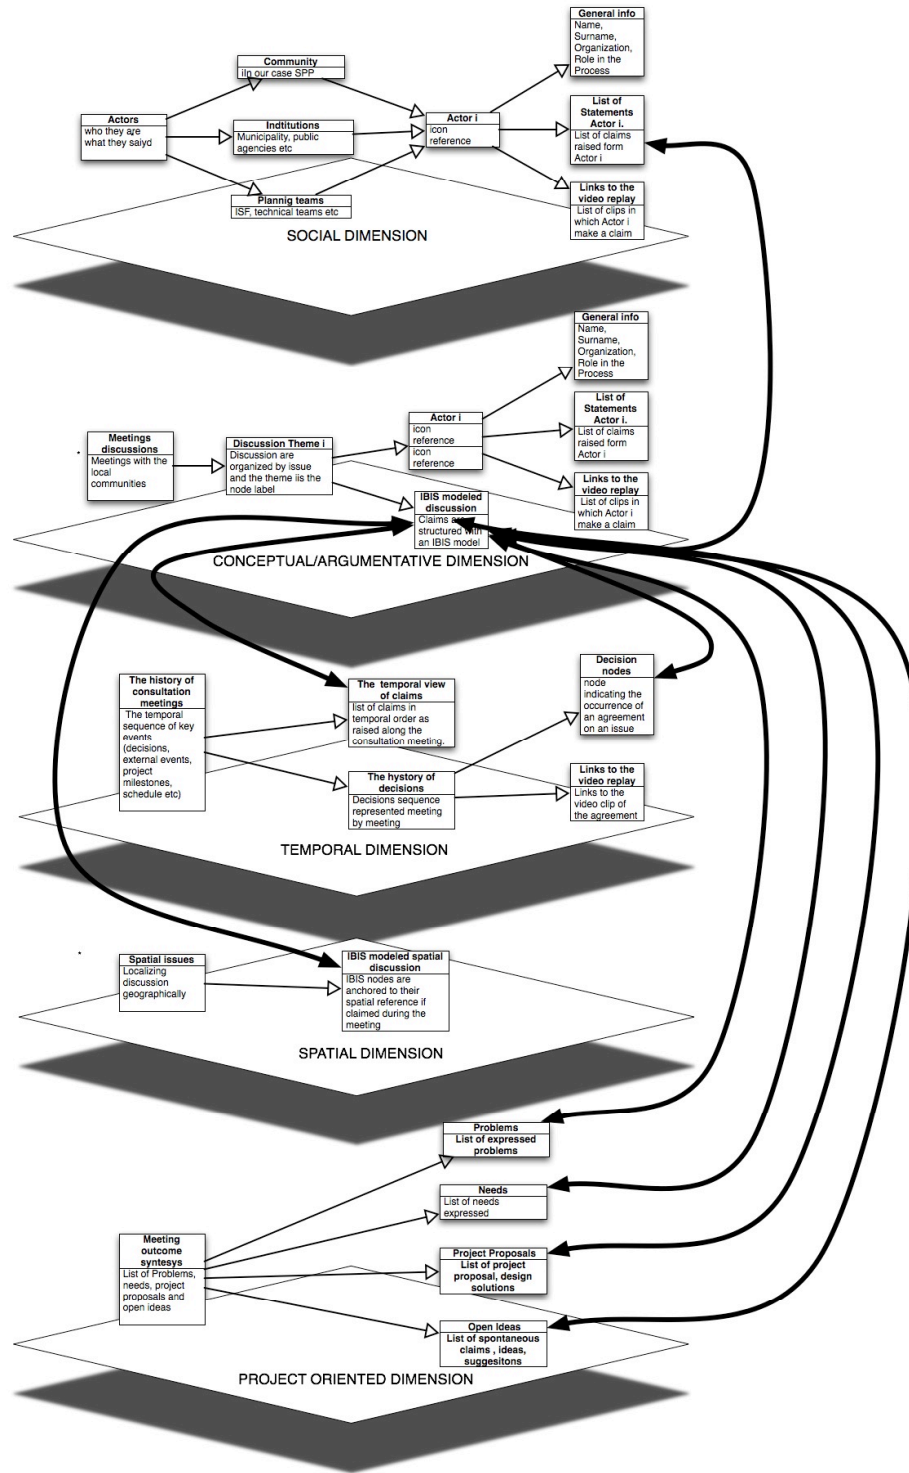 General info
Name,
Surname,
Organization,
Role in the
Process
Community
iIn our case SPP
Actors
who they are
what they saiyd
Indtitutions
Municipality, public
agencies etc
Actor i
icon
reference
List of
Statements
Actor i.
List of claims
raised form
Actor i
Plannig teams
ISF, technical teams etc
Links to the
video replay
List of clips in
which Actor i
make a claim
SOCIAL DIMENSION
General info
Name,
Surname,
Organization,
Role in the
Process
Meetings
discussions
Meetings with the
local
communities
Discussion Theme i
Discussion are
organized by issue
and the theme iis the
node label
Actor i
icon
reference
icon
reference
List of
Statements
Actor i.
List of claims
raised form
Actor i
Links to the
video replay
List of clips in
which Actor i
make a claim
IBIS modeled
discussion
Claims are
structured with
an IBIS model
CONCEPTUAL/ARGUMENTATIVE DIMENSION
The history of
consultation
meetings
The temporal
sequence of key
events
(decisions,
external events,
project
milestones,
schedule etc)
The temporal view
of claims
list of claims in
temporal order as
raised along the
consultation meeting.
Decision
nodes
node
indicating the
occurrence of
an agreement
on an issue
The hystory of
decisions
Decisions sequence
represented meeting
by meeting
Links to the
video replay
Links to the
video clip of
the agreement
TEMPORAL DIMENSION
Spatial issues
Localizing
discussion
geographically
IBIS modeled spatial
discussion
IBIS nodes are
anchored to their
spatial reference if
claimed during the
meeting
SPATIAL DIMENSION
Problems
List of expressed
problems
Needs
List of needs
expressed
Meeting
outcome
syntesys
List of Problems,
needs, project
proposals and
open ideas
Project Proposals
List of project
proposal, design
solutions
Open Ideas
List of spontaneous
claims , ideas,
suggesitons
PROJECT ORIENTED DIMENSION